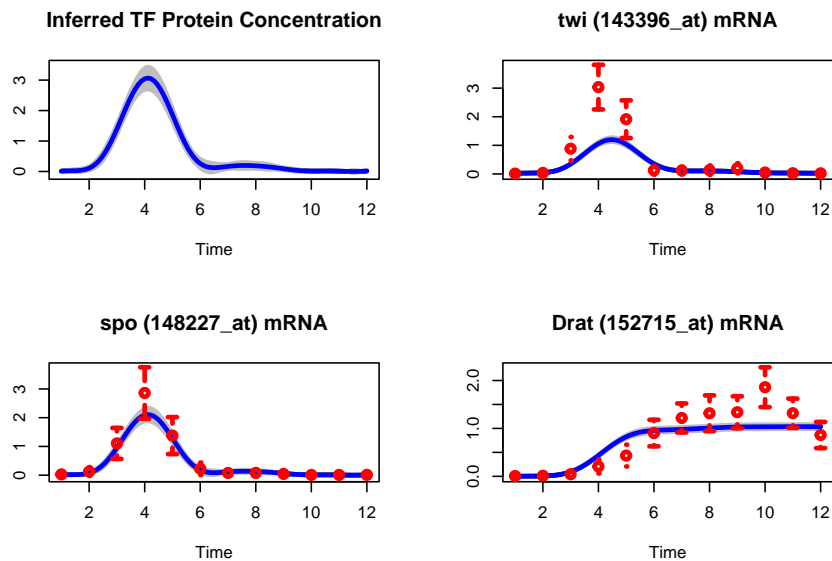 Inferred TF Protein Concentration
3
2
1
0
2 4 6 8 10 12
Time
twi (143396_at) mRNA
3
2
1
0
2 4 6 8 10 12
Time
spo (148227_at) mRNA
3
2
1
0
2 4 6 8 10 12
Time
Drat (152715_at) mRNA
2.0
1.0
0.0
2 4 6 8 10 12
Time